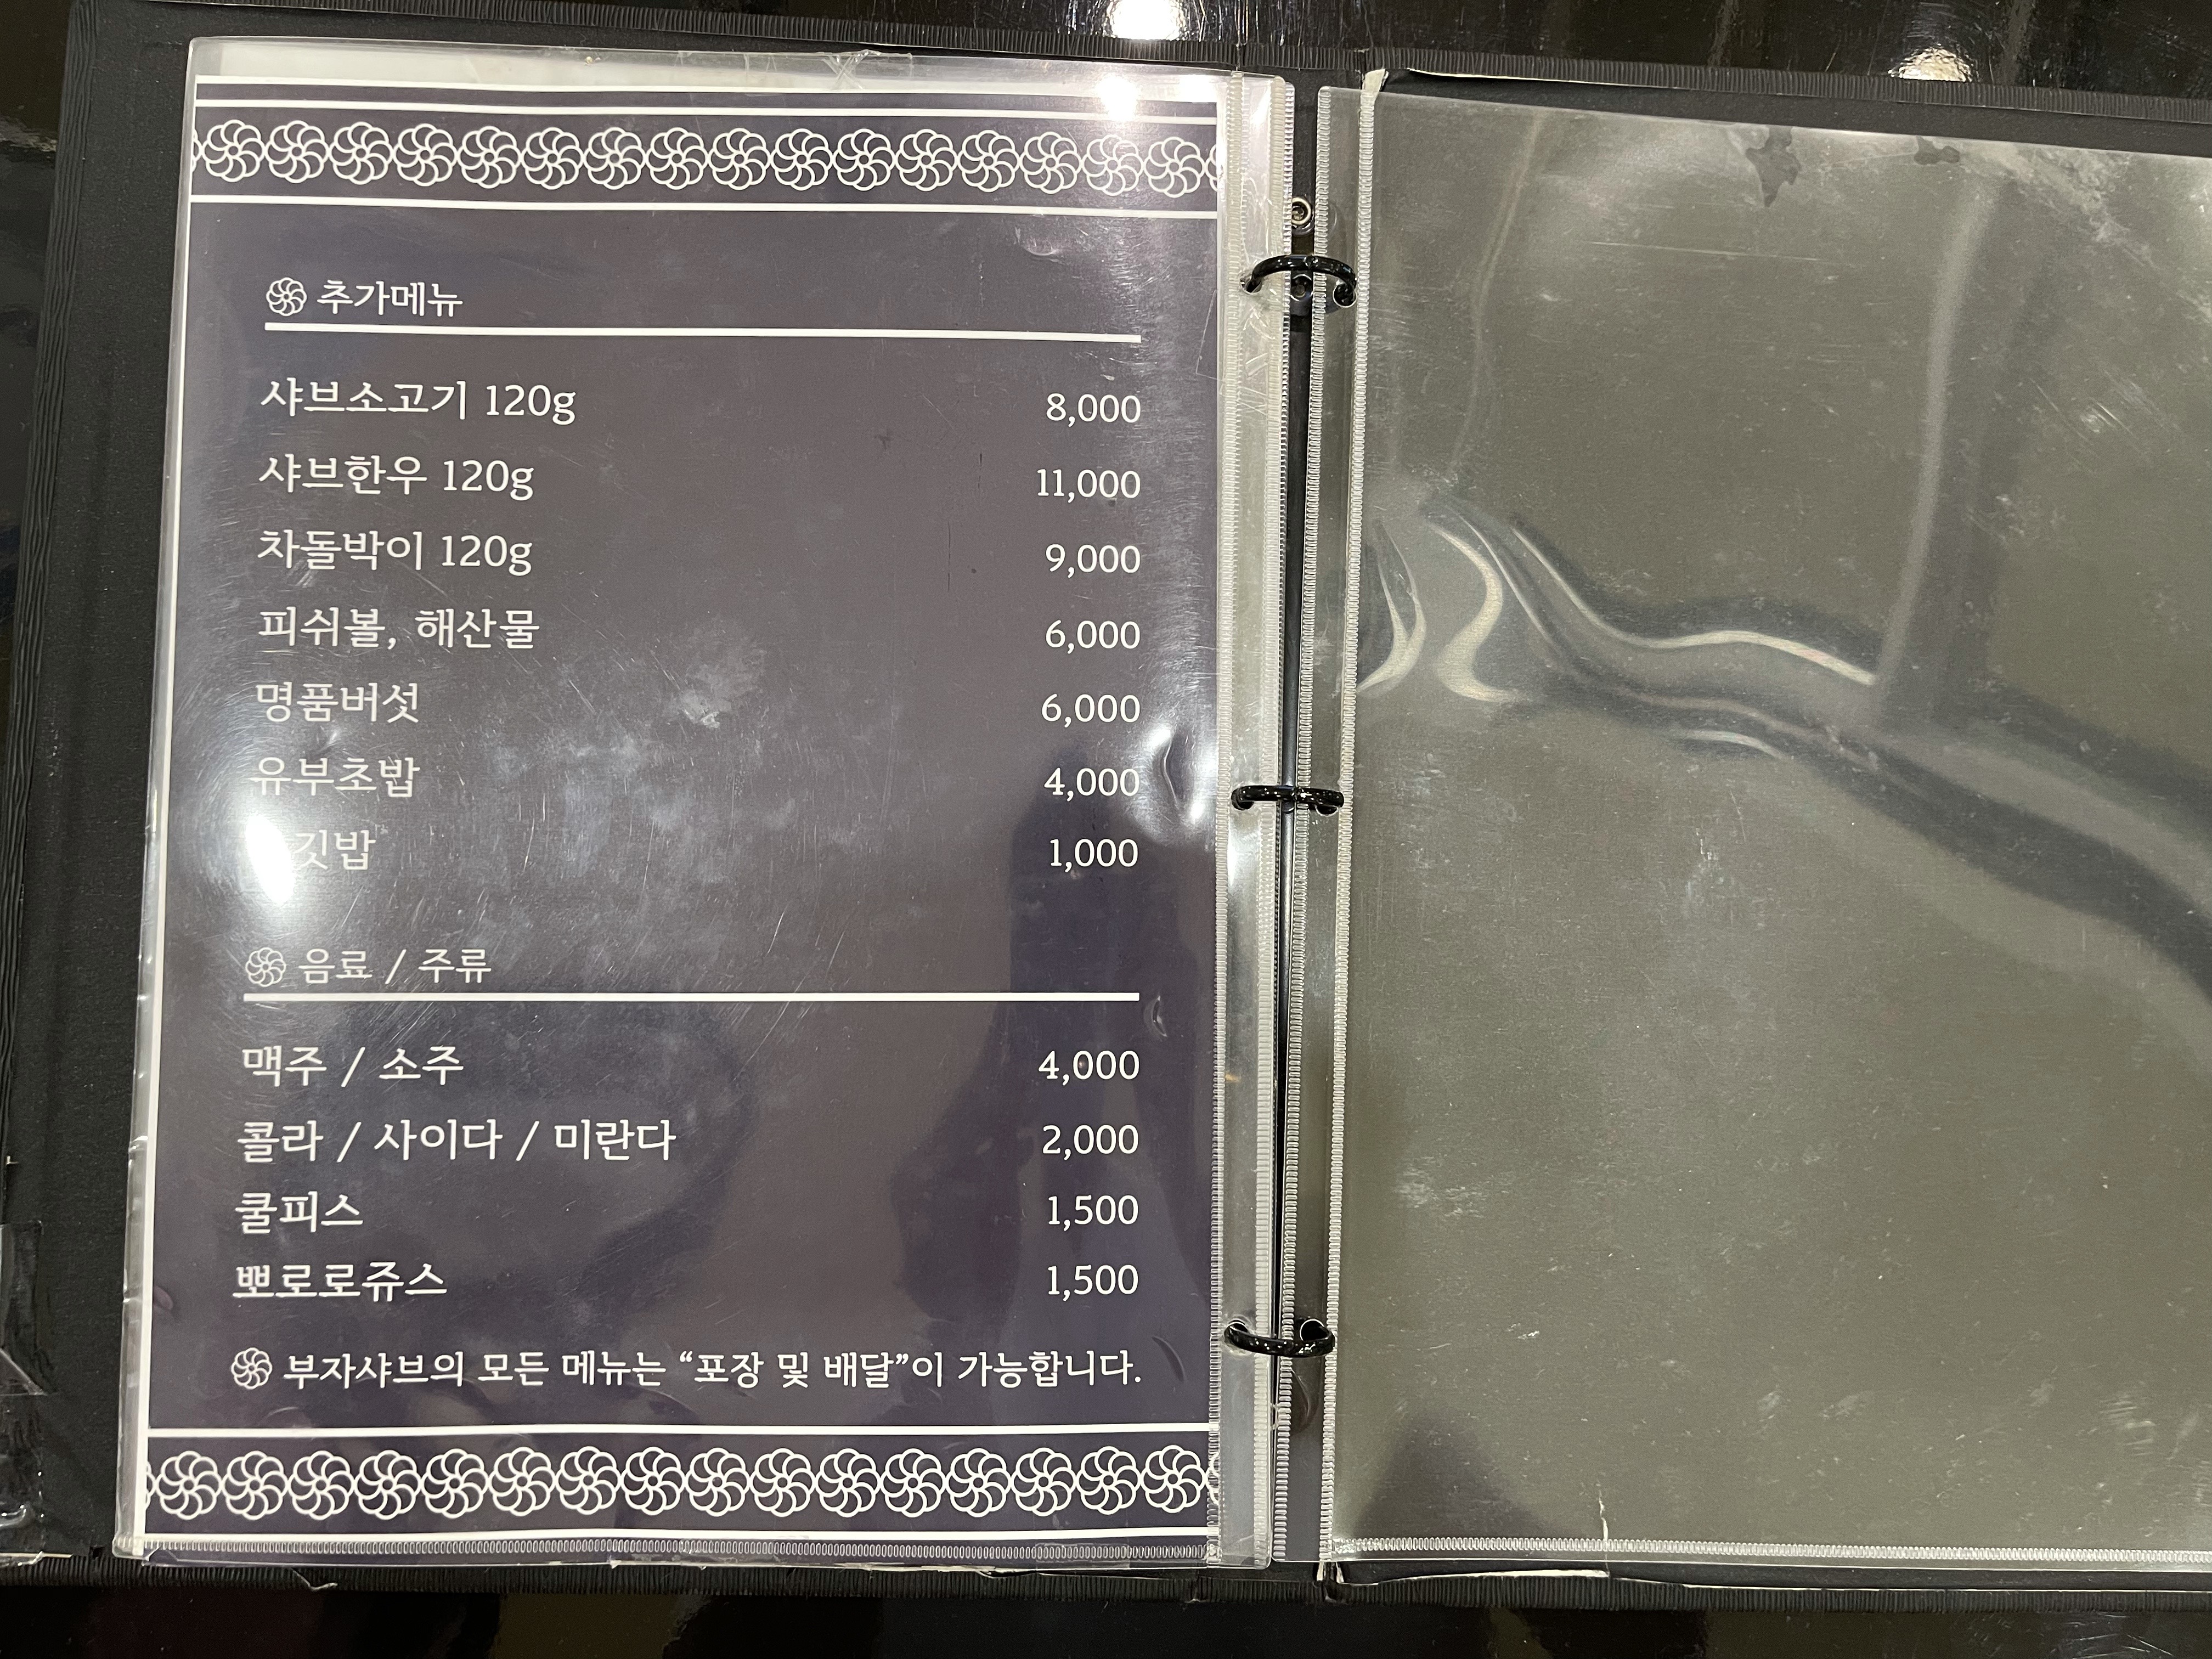 추가메뉴
샤브소고기 120g 8,000
샤브한우 120g 11,000
차돌박이 120g 9,000
피쉬볼, 해산물 6,000
명품버섯 6,000
유부초밥 4,000
1,000
음료 / 주류
맥주 / 소주 4,000
콜라 / 사이다 / 미란다 2,000
쿨피스 1,500
뽀로로쥬스 1,500
부자샤브의 모든 메뉴는 “포장 및 배달”이 가능합니다.